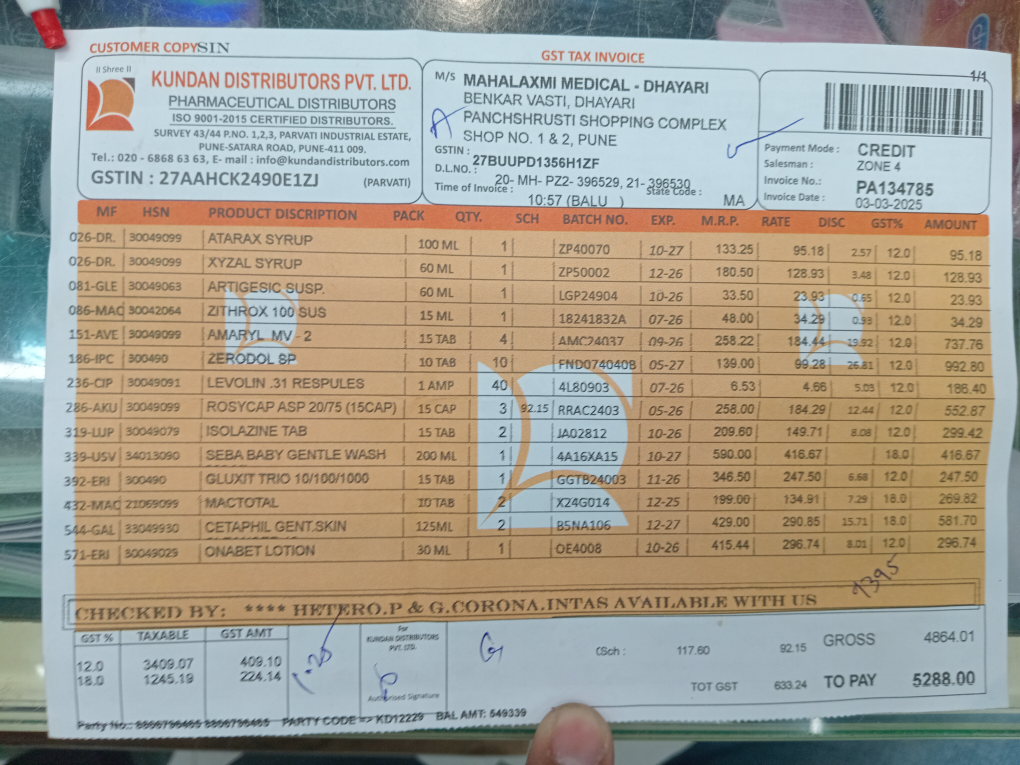 CUSTOMER COPYSIN
GST TAX INVOICE
1/1
II Shree II
KUNDAN DISTRIBUTORS PVT. LTD.
PHARMACEUTICAL DISTRIBUTORS
ISO 9001-2015 CERTIFIED DISTRIBUTORS.
SURVEY 43/44 P.NO. 1,2,3, PARVATI INDUSTRIAL ESTATE,
PUNE-SATARA ROAD, PUNE-411 009.
Tel.: 020 - 6868 63 63, E- mail : info@kundandistributors.com
GSTIN : 27AAHCK2490E1ZJ (PARVATI)
M/S MAHALAXMI MEDICAL - DHAYARI
BENKAR VASTI, DHAYARI
PANCHSHRUSTI SHOPPING COMPLEX
SHOP NO. 1 & 2, PUNE
GSTIN : 27BUUPD1356H1ZF
D.L.NO. : 20- MH- PZ2- 396529, 21- 396530
Time of Invoice : 10:57 (BALU ) State Code : MA
Payment Mode : CREDIT
Salesman : ZONE 4
Invoice No.: PA134785
Invoice Date : 03-03-2025
MF HSN PRODUCT DISCRIPTION PACK QTY. SCH BATCH NO. EXP. M.R.P. RATE DISC GST% AMOUNT
026-DR. 30049099 ATARAX SYRUP 100 ML 1 ZP40070 10-27 133.25 95.18 2.57 12.0 95.18
026-DR. 30049099 XYZAL SYRUP 60 ML 1 ZP50002 12-26 180.50 128.93 3.48 12.0 128.93
081-GLE 30049063 ARTIGESIC SUSP. 60 ML 1 LGP24904 10-26 33.50 23.93 0.65 12.0 23.93
086-MAC 30042064 ZITHROX 100 SUS 15 ML 1 18241832A 07-26 48.00 34.29 0.93 12.0 34.29
151-AVE 30049099 AMARYL MV - 2 15 TAB 4 AMC24037 09-26 258.22 184.44 19.92 12.0 737.76
186-IPC 300490 ZERODOL SP 10 TAB 10 FND074040B 05-27 139.00 99.28 26.81 12.0 992.80
236-CIP 30049091 LEVOLIN .31 RESPULES 1 AMP 40 4L80903 07-26 6.53 4.66 5.03 12.0 186.40
286-AKU 30049099 ROSYCAP ASP 20/75 (15CAP) 15 CAP 3 92.15 RRAC2403 05-26 258.00 184.29 12.44 12.0 552.87
319-LUP 30049079 ISOLAZINE TAB 15 TAB 2 JA02812 10-26 209.60 149.71 8.08 12.0 299.42
339-USV 34013090 SEBA BABY GENTLE WASH 200 ML 1 4A16XA15 10-27 590.00 416.67 18.0 416.67
392-ERI 300490 GLUXIT TRIO 10/100/1000 15 TAB 1 GGTB24003 11-26 346.50 247.50 6.68 12.0 247.50
432-MAC 21069099 MACTOTAL 10 TAB 2 X24G014 12-25 199.00 134.91 7.29 18.0 269.82
544-GAL 33049930 CETAPHIL GENT.SKIN 125ML 2 B5NA106 12-27 429.00 290.85 15.71 18.0 581.70
571-ERI 30049029 ONABET LOTION 30 ML 1 OE4008 10-26 415.44 296.74 8.01 12.0 296.74
CHECKED BY: **** HETERO.P & G.CORONA.INTAS AVAILABLE WITH US
GST % TAXABLE GST AMT
12.0 3409.07 409.10
18.0 1245.19 224.14
For
KUNDAN DISTRIBUTORS
PVT. LTD.
Authorised Signature
(Sch : 117.60 92.15 GROSS 4864.01
TOT GST 633.24 TO PAY 5288.00
Party No.: 8856796465 8856796465 PARTY CODE => KD12229 BAL AMT: 549339